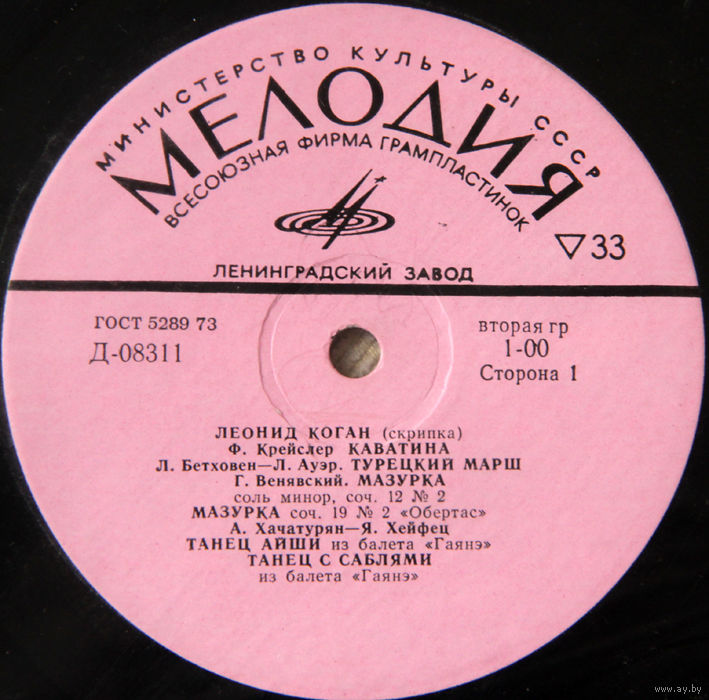 МИНИСТЕРСТВО КУЛЬТУРЫ СССР
МЕЛОДИЯ
ВСЕСОЮЗНАЯ ФИРМА ГРАМПЛАСТИНОК
33
ЛЕНИНГРАДСКИЙ ЗАВОД
ГОСТ 5289 73
Д-08311
вторая гр
1-00
Сторона 1
ЛЕОНИД КОГАН (скрипка)
Ф. Крейслер КАВАТИНА
Л. Бетховен—Л. Ауэр. ТУРЕЦКИЙ МАРШ
Г. Венявский. МАЗУРКА
соль минор, соч. 12 № 2
МАЗУРКА соч. 19 № 2 «Обертас»
А. Хачатурян—Я. Хейфец
ТАНЕЦ АЙШИ из балета «Гаянэ»
ТАНЕЦ С САБЛЯМИ
из балета «Гаянэ»
www.ay.by